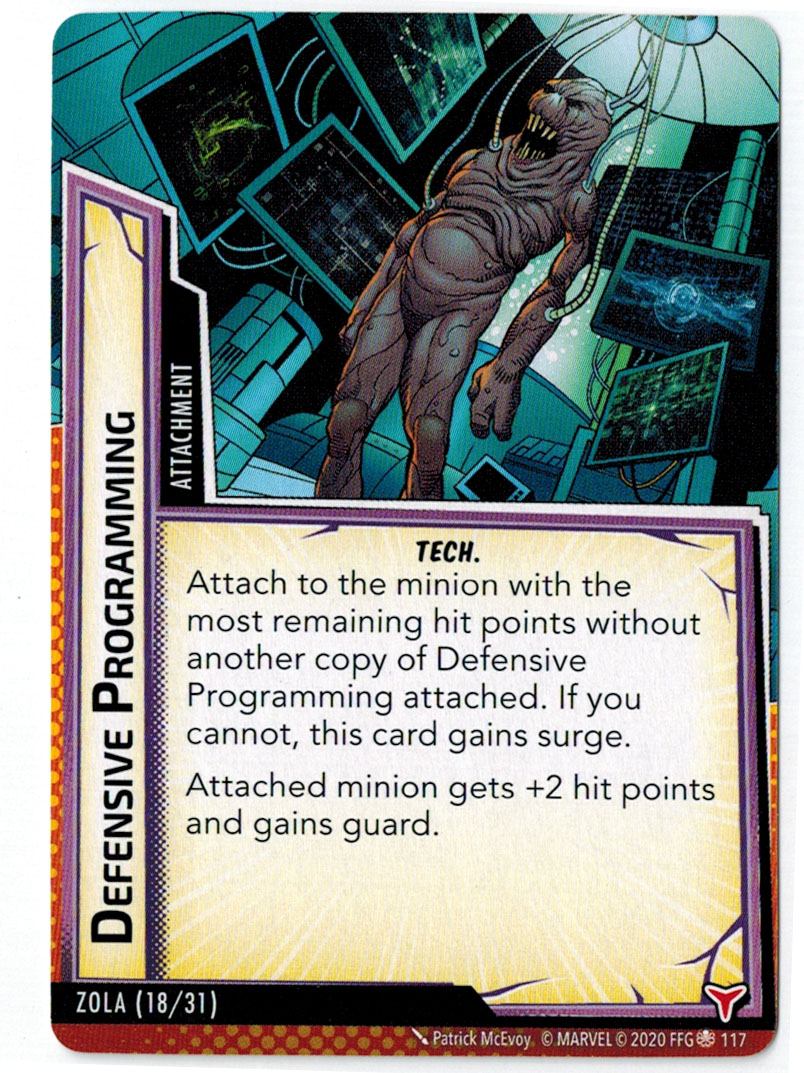 ATTACHMENT
DEFENSIVE PROGRAMMING
TECH.
Attach to the minion with the
most remaining hit points without
another copy of Defensive
Programming attached. If you
cannot, this card gains surge.
Attached minion gets +2 hit points
and gains guard.
ZOLA (18/31)
Patrick McEvoy © MARVEL © 2020 FFG 117